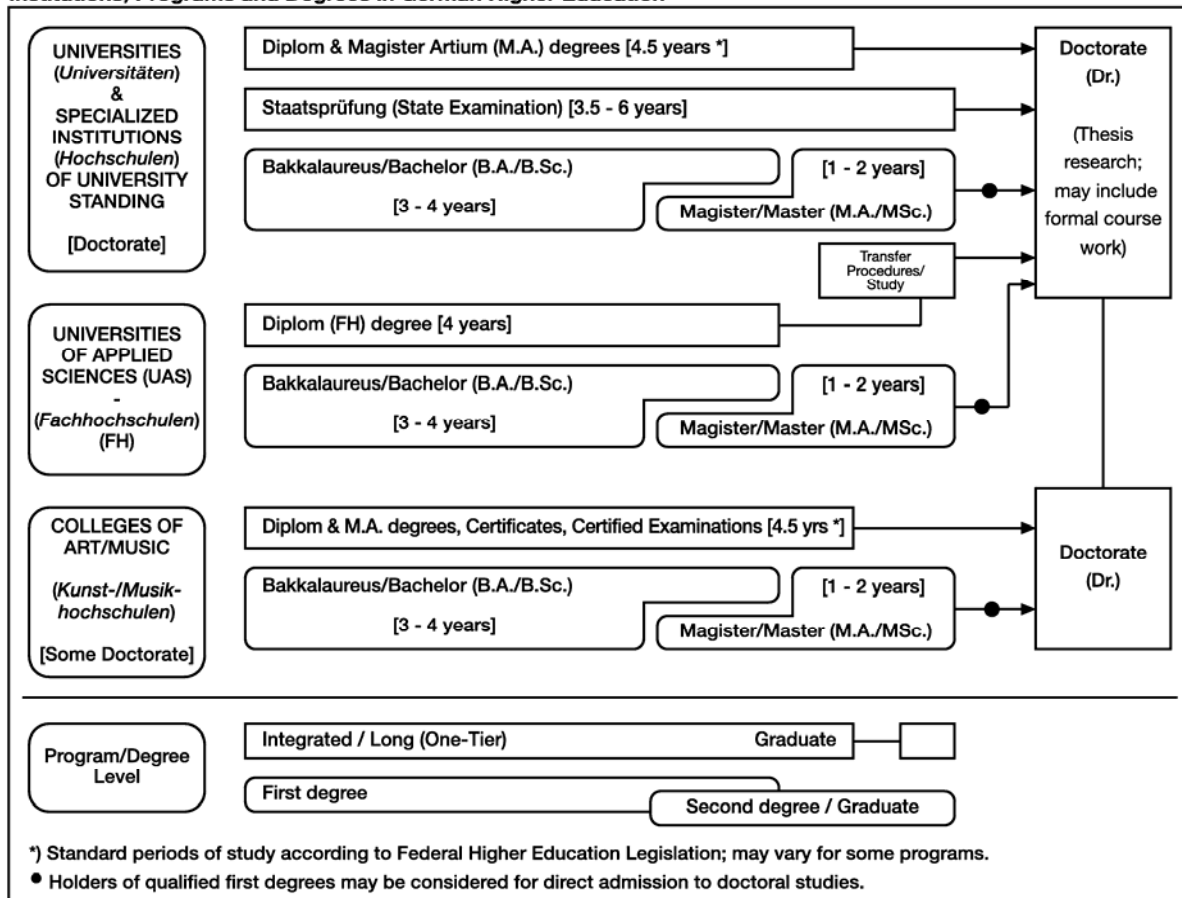 UNIVERSITIES
(Universitäten)
&
SPECIALIZED
INSTITUTIONS
(Hochschulen)
OF UNIVERSITY
STANDING
[Doctorate]
Diplom & Magister Artium (M.A.) degrees [4.5 years *]
Staatsprüfung (State Examination) [3.5 - 6 years]
Bakkalaureus/Bachelor (B.A./B.Sc.)
[3 - 4 years]
[1 - 2 years]
Magister/Master (M.A./MSc.)
Transfer
Procedures/
Study
Doctorate
(Dr.)
(Thesis
research;
may include
formal course
work)
UNIVERSITIES
OF APPLIED
SCIENCES (UAS)
-
(Fachhochschulen)
(FH)
Diplom (FH) degree [4 years]
Bakkalaureus/Bachelor (B.A./B.Sc.)
[3 - 4 years]
[1 - 2 years]
Magister/Master (M.A./MSc.)
COLLEGES OF
ART/MUSIC
(Kunst-/Musik-
hochschulen)
[Some Doctorate]
Diplom & M.A. degrees, Certificates, Certified Examinations [4.5 yrs *]
Bakkalaureus/Bachelor (B.A./B.Sc.)
[3 - 4 years]
[1 - 2 years]
Magister/Master (M.A./MSc.)
Doctorate
(Dr.)
Program/Degree
Level
Integrated / Long (One-Tier) Graduate
First degree
Second degree / Graduate
*) Standard periods of study according to Federal Higher Education Legislation; may vary for some programs.
● Holders of qualified first degrees may be considered for direct admission to doctoral studies.